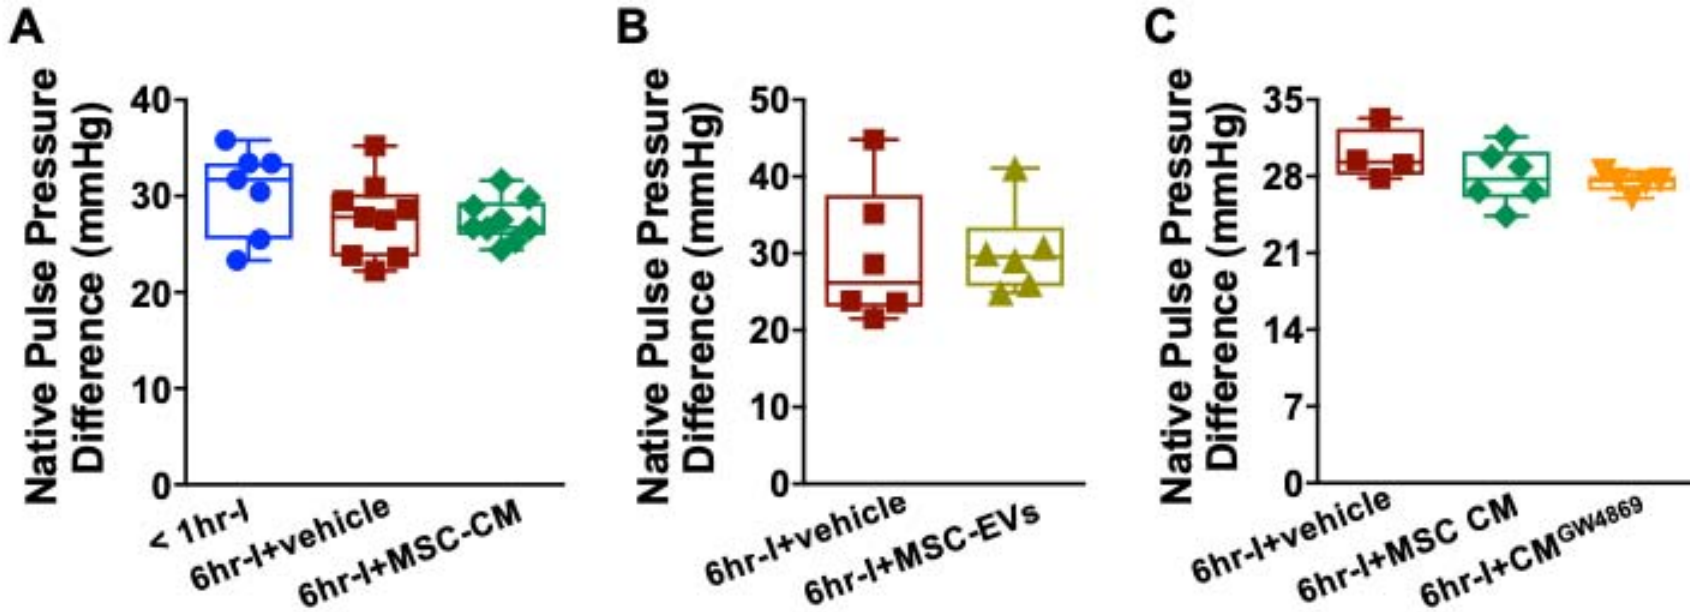 A
Native Pulse Pressure
Difference (mmHg)
40
30
20
10
0
< 1hr-I
6hr-I+vehicle
6hr-I+MSC-CM
B
Native Pulse Pressure
Difference (mmHg)
50
40
30
20
10
0
6hr-I+vehicle
6hr-I+MSC-EVs
C
Native Pulse Pressure
Difference (mmHg)
35
28
21
14
7
0
6hr-I+vehicle
6hr-I+MSC CM
6hr-I+CM^GW4869